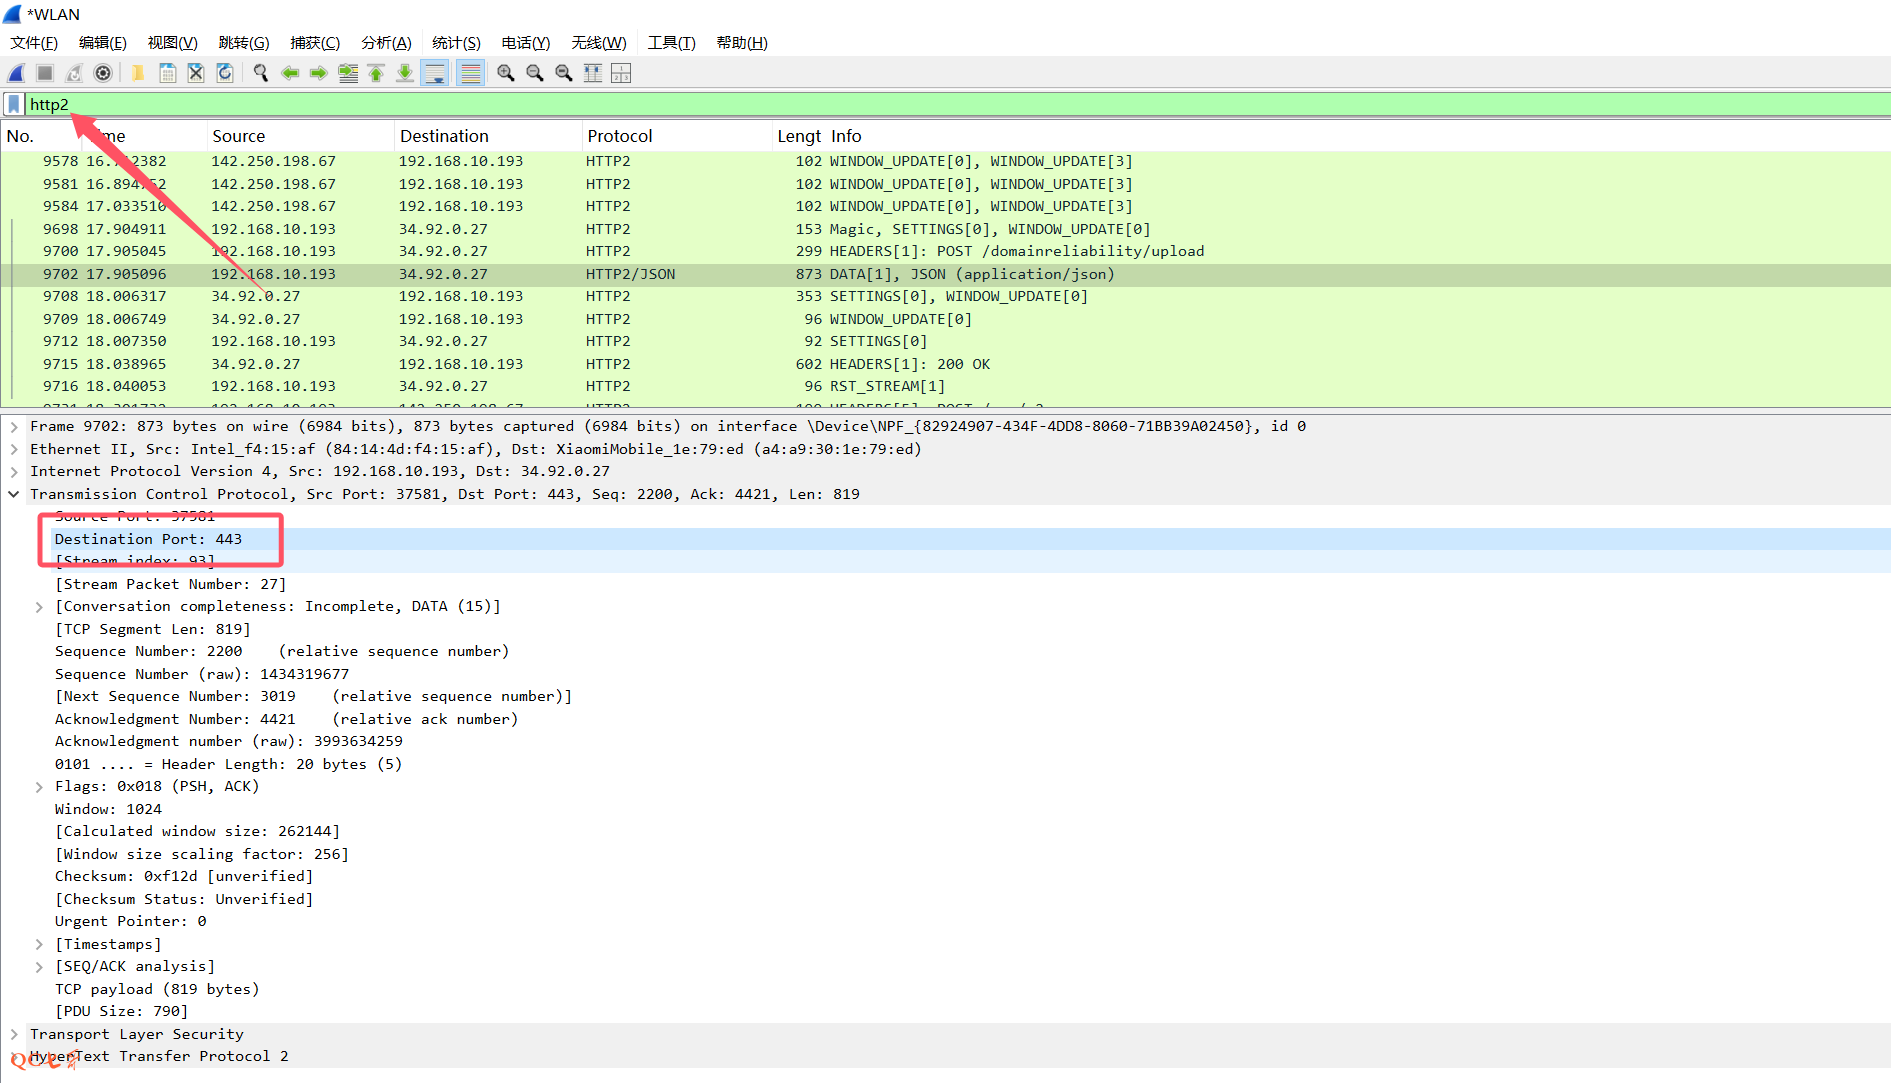 *WLAN
文件(F) 编辑(E) 视图(V) 跳转(G) 捕获(C) 分析(A) 统计(S) 电话(Y) 无线(W) 工具(T) 帮助(H)
http2
No. Source Destination Protocol Lengt Info
9578 142.250.198.67 192.168.10.193 HTTP2 102 WINDOW_UPDATE[0], WINDOW_UPDATE[3]
9581 142.250.198.67 192.168.10.193 HTTP2 102 WINDOW_UPDATE[0], WINDOW_UPDATE[3]
9584 17.033510 142.250.198.67 192.168.10.193 HTTP2 102 WINDOW_UPDATE[0], WINDOW_UPDATE[3]
9698 17.904911 192.168.10.193 34.92.0.27 HTTP2 153 Magic, SETTINGS[0], WINDOW_UPDATE[0]
9700 17.905045 192.168.10.193 34.92.0.27 HTTP2 299 HEADERS[1]: POST /domainreliability/upload
9702 17.905096 192.168.10.193 34.92.0.27 HTTP2/JSON 873 DATA[1], JSON (application/json)
9708 18.006317 34.92.0.27 192.168.10.193 HTTP2 353 SETTINGS[0], WINDOW_UPDATE[0]
9709 18.006749 34.92.0.27 192.168.10.193 HTTP2 96 WINDOW_UPDATE[0]
9712 18.007350 192.168.10.193 34.92.0.27 HTTP2 92 SETTINGS[0]
9715 18.038965 34.92.0.27 192.168.10.193 HTTP2 602 HEADERS[1]: 200 OK
9716 18.040053 192.168.10.193 34.92.0.27 HTTP2 96 RST_STREAM[1]
Frame 9702: 873 bytes on wire (6984 bits), 873 bytes captured (6984 bits) on interface \Device\NPF_{82924907-434F-4DD8-8060-71BB39A02450}, id 0
Ethernet II, Src: Intel_f4:15:af (84:14:4d:f4:15:af), Dst: XiaomiMobile_1e:79:ed (a4:a9:30:1e:79:ed)
Internet Protocol Version 4, Src: 192.168.10.193, Dst: 34.92.0.27
Transmission Control Protocol, Src Port: 37581, Dst Port: 443, Seq: 2200, Ack: 4421, Len: 819
Source Port: 37581
Destination Port: 443
[Stream index: 93]
[Stream Packet Number: 27]
[Conversation completeness: Incomplete, DATA (15)]
[TCP Segment Len: 819]
Sequence Number: 2200 (relative sequence number)
Sequence Number (raw): 1434319677
[Next Sequence Number: 3019 (relative sequence number)]
Acknowledgment Number: 4421 (relative ack number)
Acknowledgment number (raw): 3993634259
0101 .... = Header Length: 20 bytes (5)
Flags: 0x018 (PSH, ACK)
Window: 1024
[Calculated window size: 262144]
[Window size scaling factor: 256]
Checksum: 0xf12d [unverified]
[Checksum Status: Unverified]
Urgent Pointer: 0
[Timestamps]
[SEQ/ACK analysis]
TCP payload (819 bytes)
[PDU Size: 790]
Transport Layer Security
HyperText Transfer Protocol 2